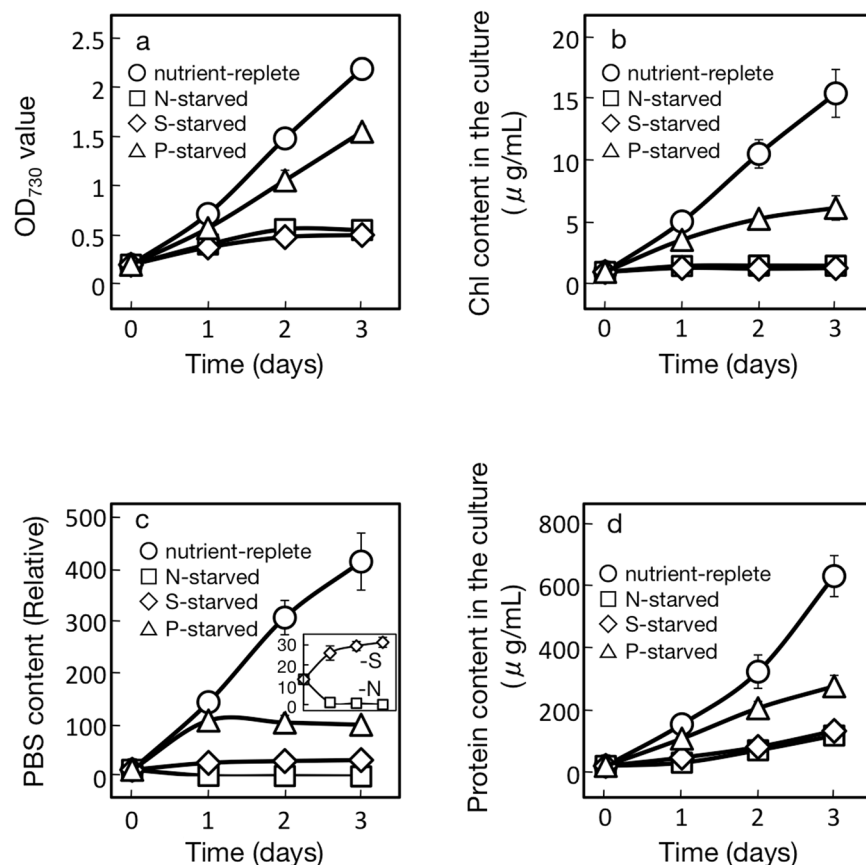 a
nutrient-replete
N-starved
S-starved
P-starved
2.5
2
1.5
1
0.5
0
OD730 value
0 1 2 3
Time (days)
b
nutrient-replete
N-starved
S-starved
P-starved
20
15
10
5
0
Chl content in the culture
(μg/mL)
0 1 2 3
Time (days)
c
nutrient-replete
N-starved
S-starved
P-starved
500
400
300
200
100
0
PBS content (Relative)
30
20
10
0
-S
-N
0 1 2 3
Time (days)
d
nutrient-replete
N-starved
S-starved
P-starved
800
600
400
200
0
Protein content in the culture
(μg/mL)
0 1 2 3
Time (days)